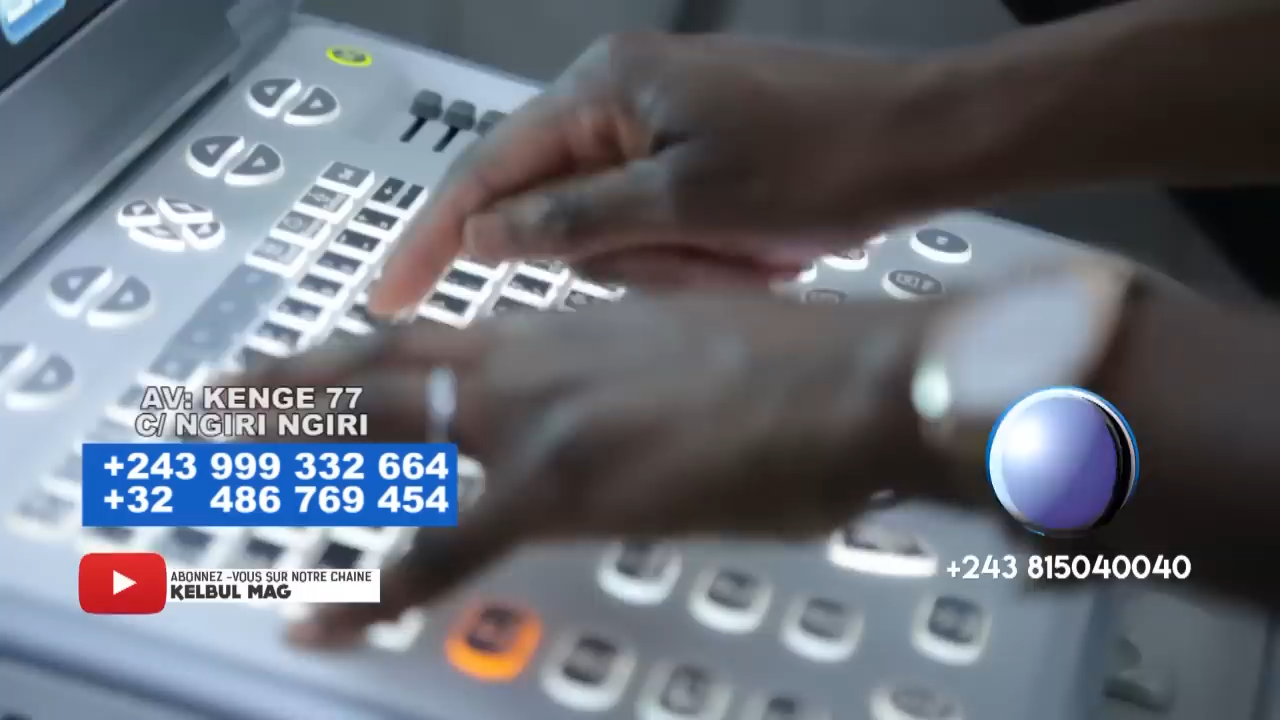 AV: KENGE 77
C/ NGIRI NGIRI
+243 999 332 664
+32 486 769 454
ABONNEZ -VOUS SUR NOTRE CHAINE
KELBUL MAG
+243 815040040